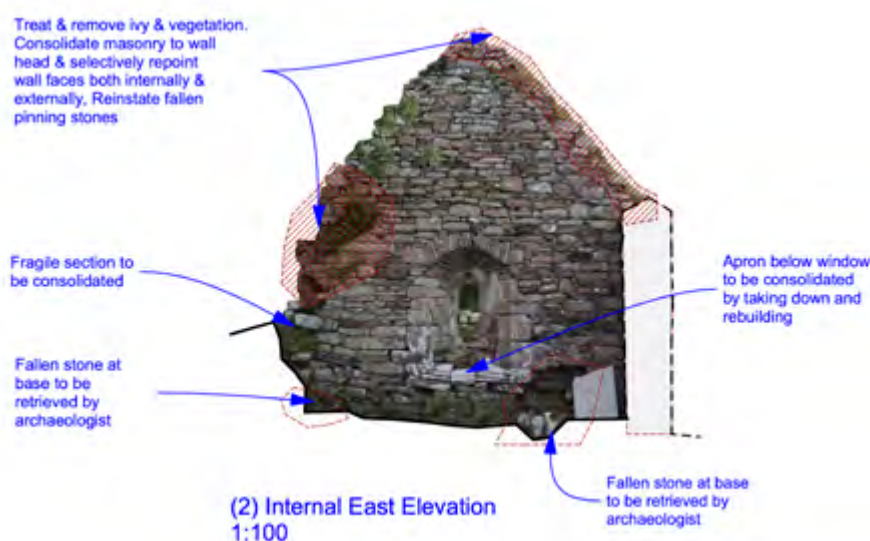 Treat & remove ivy & vegetation.
Consolidate masonry to wall
head & selectively repoint
wall faces both internally &
externally, Reinstate fallen
pinning stones
Fragile section to
be consolidated
Apron below window
to be consolidated
by taking down and
rebuilding
Fallen stone at
base to be
retrieved by
archaeologist
Fallen stone at base
to be retrieved by
archaeologist
(2) Internal East Elevation
1:100